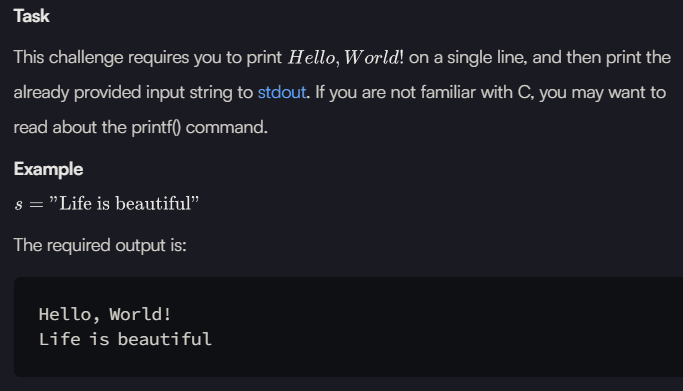 Task
This challenge requires you to print Hello, World! on a single line, and then print the
already provided input string to stdout. If you are not familiar with C, you may want to
read about the printf() command.
Example
s = ”Life is beautiful”
The required output is:
Hello, World!
Life is beautiful